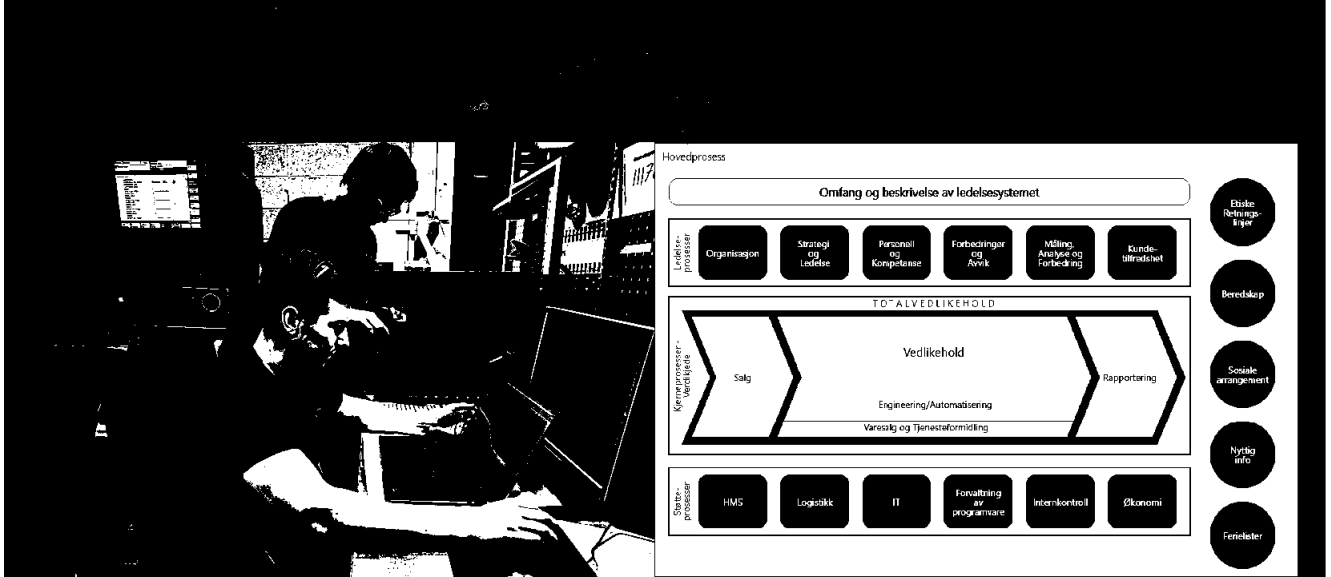 Hovedprosess
Omfang og beskrivelse av ledelsesystemet
Ledelse-
prosesser
Organisasjon
Strategi
og
Ledelse
Personell
og
Kompetanse
Forbedringer
og
Avvik
Måling,
Analyse og
Forbedring
Kunde-
tilfredshet
TOTALVEDLIKEHOLD
Kjerneprosesser -
Verdikjede
Salg
Vedlikehold
Engineering/Automatisering
Varesalg og Tjenesteformidling
Rapportering
Støtte-
prosesser
HMS
Logistikk
IT
Forvaltning
av
programvare
Internkontroll
Økonomi
Etiske
Retnings-
linjer
Beredskap
Sosiale
arrangement
Nyttig
info
Ferielister